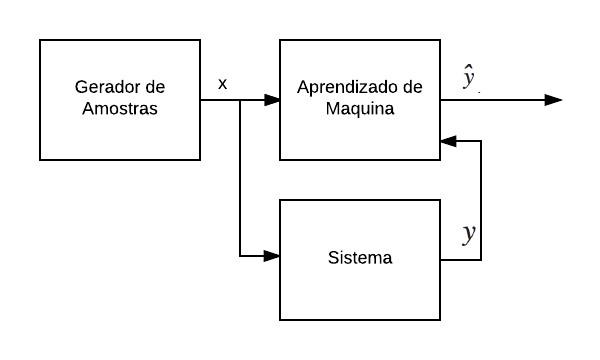 Gerador de
Amostras
x
Aprendizado de
Maquina
ŷ
Sistema
y